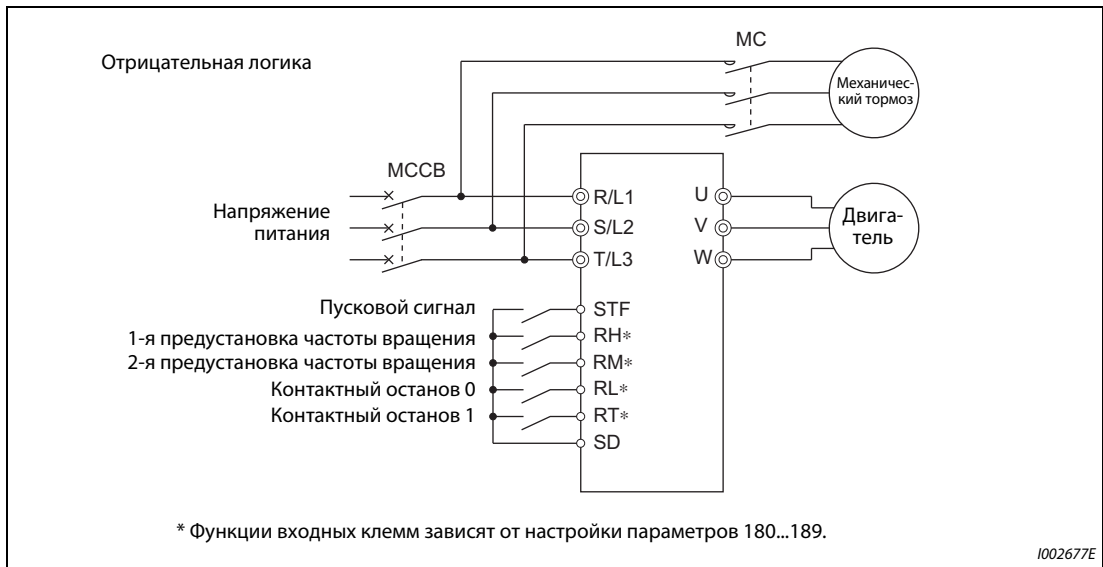 MC
Отрицательная логика
Механичес-
кий тормоз
MCCB
R/L1
U
Напряжение
питания
S/L2
V
Двига-
тель
T/L3
W
Пусковой сигнал
STF
1-я предустановка частоты вращения
RH*
2-я предустановка частоты вращения
RM*
Контактный останов 0
RL*
Контактный останов 1
RT*
SD
* Функции входных клемм зависят от настройки параметров 180...189.
I002677E